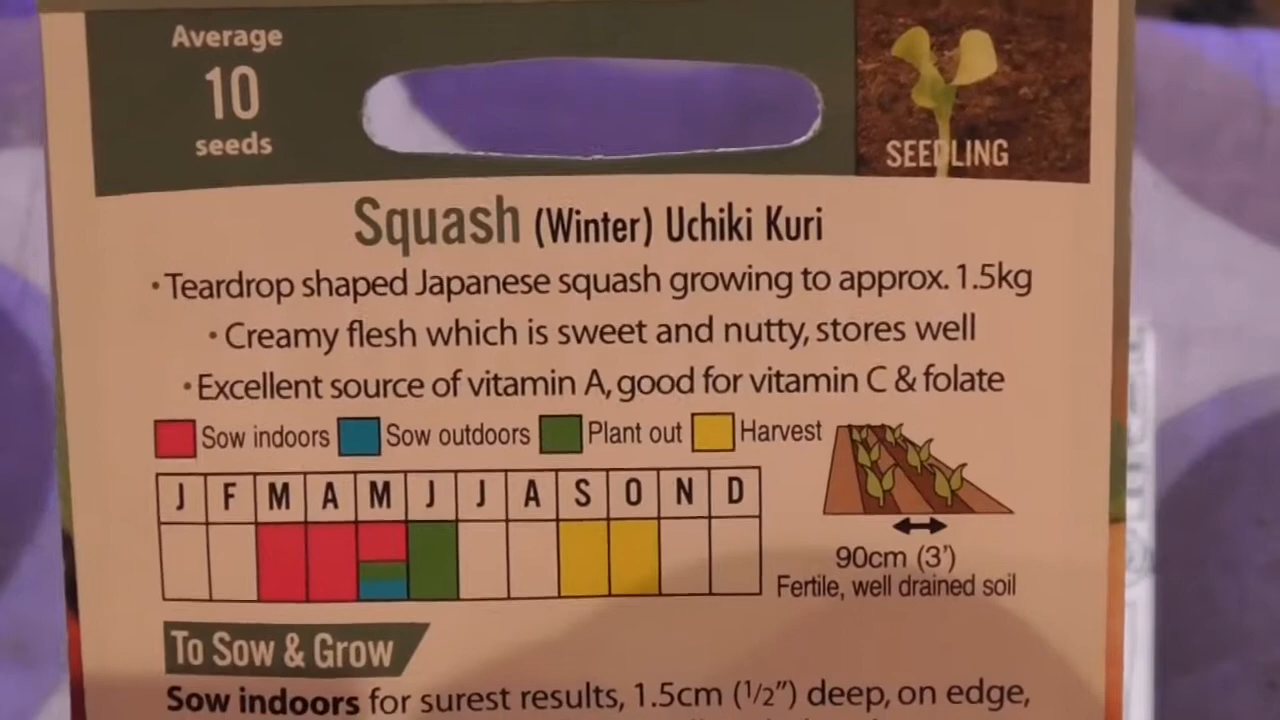 Average
10
seeds
SEEDLING
Squash (Winter) Uchiki Kuri
• Teardrop shaped Japanese squash growing to approx. 1.5kg
• Creamy flesh which is sweet and nutty, stores well
• Excellent source of vitamin A, good for vitamin C & folate
Sow indoors Sow outdoors Plant out Harvest
J F M A M J J A S O N D
90cm (3')
Fertile, well drained soil
To Sow & Grow
Sow indoors for surest results, 1.5cm (1/2") deep, on edge,